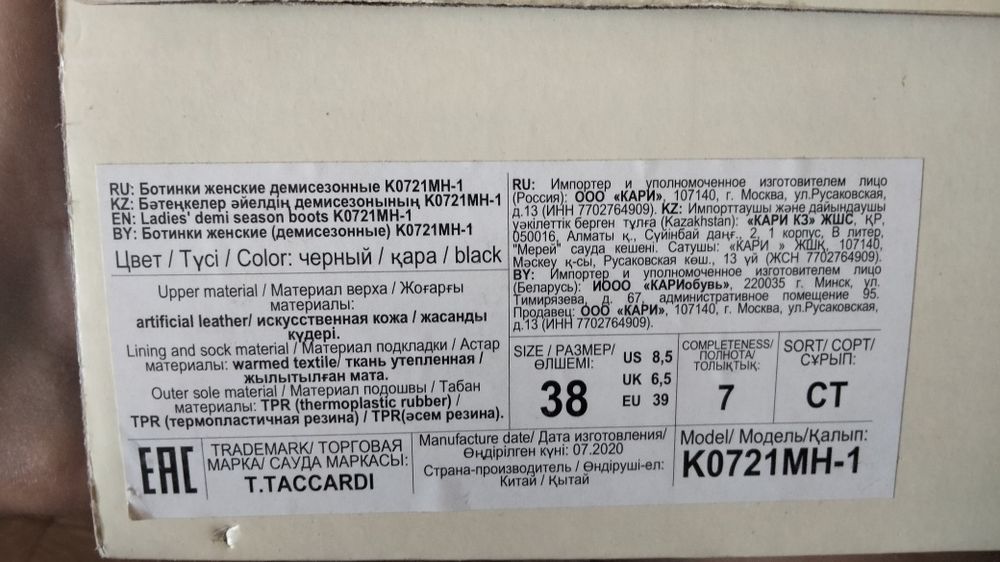 RU: Ботинки женские демисезонные K0721MH-1
KZ: Бәтеңкелер әйелдің демисезонының K0721MH-1
EN: Ladies' demi season boots K0721MH-1
BY: Ботинки женские (демисезонные) K0721MH-1
Цвет / Түсі / Color: черный / қара / black
Upper material / Материал верха / Жоғарғы
материалы:
artificial leather/ искусственная кожа / жасанды
күдері.
Lining and sock material / Материал подкладки / Астар
материалы: warmed textile/ ткань утепленная /
жылытылған мата.
Outer sole material / Материал подошвы / Табан
материалы: TPR (thermoplastic rubber) /
TPR (термопластичная резина) / TPR(әсем резина).
RU: Импортер и уполномоченное изготовителем лицо
(Россия): ООО «КАРИ», 107140, г. Москва, ул.Русаковская,
д.13 (ИНН 7702764909). KZ: Импорттаушы және дайындаушы
уәкілеттік берген тұлға (Kazakhstan): «КАРИ КЗ» ЖШС, ҚР,
050016, Алматы қ., Сүйінбай даңғ., 2, 1 корпус, В литер,
"Мерей" сауда кешені. Сатушы: «КАРИ » ЖШҚ, 107140,
Мәскеу қ-сы, Русаковская көш., 13 үй (ЖСН 7702764909).
BY: Импортер и уполномоченное изготовителем лицо
(Беларусь): ИООО «КАРИобувь», 220035 г. Минск, ул.
Тимирязева, д. 67, административное помещение 95.
Продавец: ООО «КАРИ», 107140, г. Москва, ул.Русаковская,
д.13 (ИНН 7702764909).
SIZE / РАЗМЕР/
ӨЛШЕМІ:
38
US 8,5
UK 6,5
EU 39
COMPLETENESS/
ПОЛНОТА/
ТОЛЫҚТЫҚ:
7
SORT/ СОРТ/
СҰРЫП:
СТ
EAC
TRADEMARK/ ТОРГОВАЯ
МАРКА/ САУДА МАРКАСЫ:
T.TACCARDI
Manufacture date/ Дата изготовления/
Өңдірілген күні: 07.2020
Страна-производитель / Өндіруші-ел:
Китай / Қытай
Model/ Модель/Қалып:
K0721MH-1